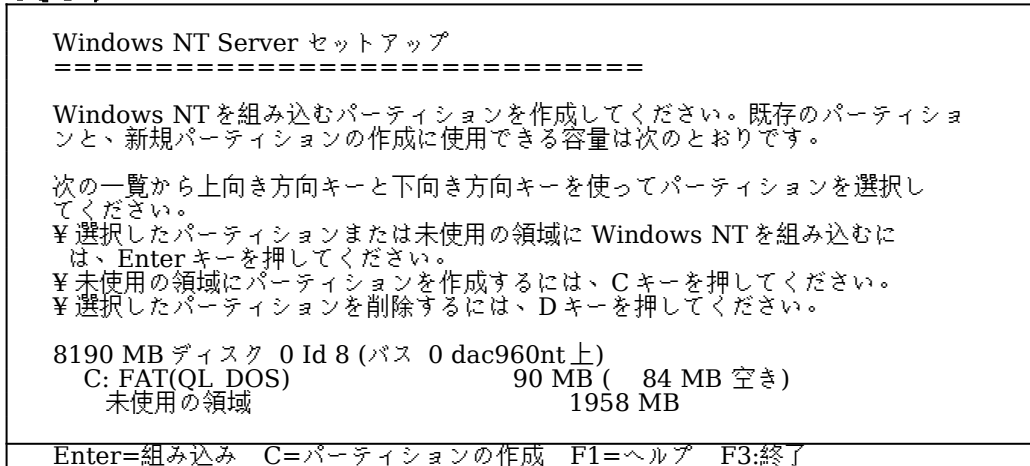 Windows NT Server セットアップ
=============================
Windows NTを組み込むパーティションを作成してください。既存のパーティショ
ンと、新規パーティションの作成に使用できる容量は次のとおりです。
次の一覧から上向き方向キーと下向き方向キーを使ってパーティションを選択し
てください。
¥ 選択したパーティションまたは未使用の領域に Windows NTを組み込むに
は、Enterキーを押してください。
¥ 未使用の領域にパーティションを作成するには、Cキーを押してください。
¥ 選択したパーティションを削除するには、Dキーを押してください。
8190 MBディスク 0 Id 8 (バス 0 dac960nt上)
C: FAT(QL_DOS) 90 MB ( 84 MB 空き)
未使用の領域 1958 MB
Enter=組み込み C=パーティションの作成 F1=ヘルプ F3:終了